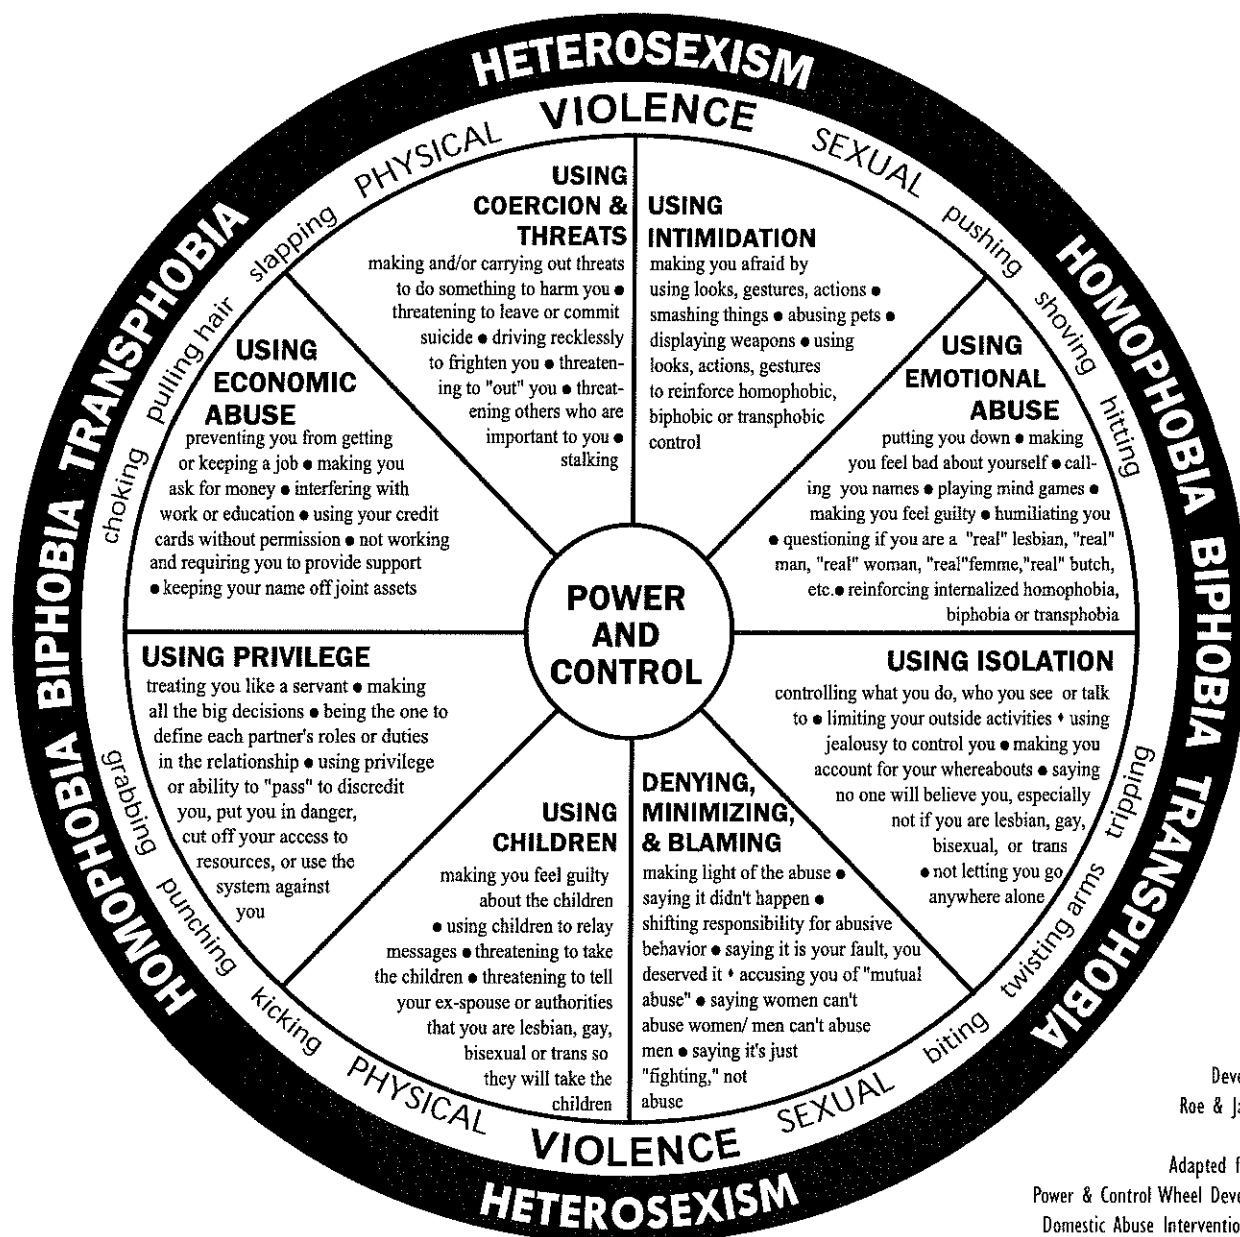 HETEROSEXISM
HOMOPHOBIA BIPHOBIA TRANSPHOBIA
HETEROSEXISM
HOMOPHOBIA BIPHOBIA TRANSPHOBIA
PHYSICAL VIOLENCE SEXUAL
pushing shoving hitting
tripping twisting arms biting
PHYSICAL VIOLENCE SEXUAL
kicking punching grabbing
choking pulling hair slapping
POWER
AND
CONTROL
USING
COERCION &
THREATS
making and/or carrying out threats
to do something to harm you ●
threatening to leave or commit
suicide ● driving recklessly
to frighten you ● threaten-
ing to "out" you ● threat-
ening others who are
important to you ●
stalking
USING
INTIMIDATION
making you afraid by
using looks, gestures, actions ●
smashing things ● abusing pets ●
displaying weapons ● using
looks, actions, gestures
to reinforce homophobic,
biphobic or transphobic
control
USING
EMOTIONAL
ABUSE
putting you down ● making
you feel bad about yourself ● call-
ing you names ● playing mind games ●
making you feel guilty ● humiliating you
● questioning if you are a "real" lesbian, "real"
man, "real" woman, "real"femme,"real" butch,
etc.● reinforcing internalized homophobia,
biphobia or transphobia
USING ISOLATION
controlling what you do, who you see or talk
to ● limiting your outside activities ♦ using
jealousy to control you ● making you
account for your whereabouts ● saying
no one will believe you, especially
not if you are lesbian, gay,
bisexual, or trans
● not letting you go
anywhere alone
DENYING,
MINIMIZING,
& BLAMING
making light of the abuse ●
saying it didn't happen ●
shifting responsibility for abusive
behavior ● saying it is your fault, you
deserved it ♦ accusing you of "mutual
abuse" ● saying women can't
abuse women/ men can't abuse
men ● saying it's just
"fighting," not
abuse
USING
CHILDREN
making you feel guilty
about the children
● using children to relay
messages ● threatening to take
the children ● threatening to tell
your ex-spouse or authorities
that you are lesbian, gay,
bisexual or trans so
they will take the
children
USING PRIVILEGE
treating you like a servant ● making
all the big decisions ● being the one to
define each partner's roles or duties
in the relationship ● using privilege
or ability to "pass" to discredit
you, put you in danger,
cut off your access to
resources, or use the
system against
you
USING
ECONOMIC
ABUSE
preventing you from getting
or keeping a job ● making you
ask for money ● interfering with
work or education ● using your credit
cards without permission ● not working
and requiring you to provide support
● keeping your name off joint assets
Deve
Roe & Ja
Adapted f
Power & Control Wheel Deve
Domestic Abuse Interventio